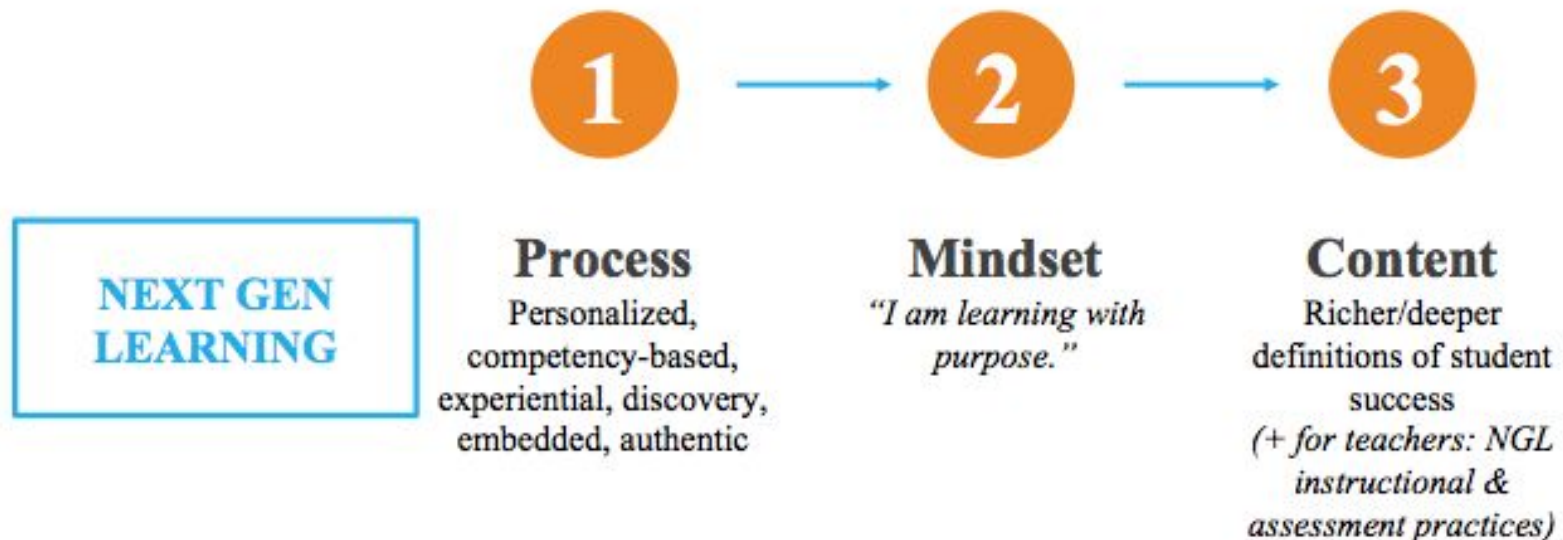 1
2
3
NEXT GEN
LEARNING
Process
Personalized,
competency-based,
experiential, discovery,
embedded, authentic
Mindset
“I am learning with
purpose.”
Content
Richer/deeper
definitions of student
success
(+ for teachers: NGL
instructional &
assessment practices)